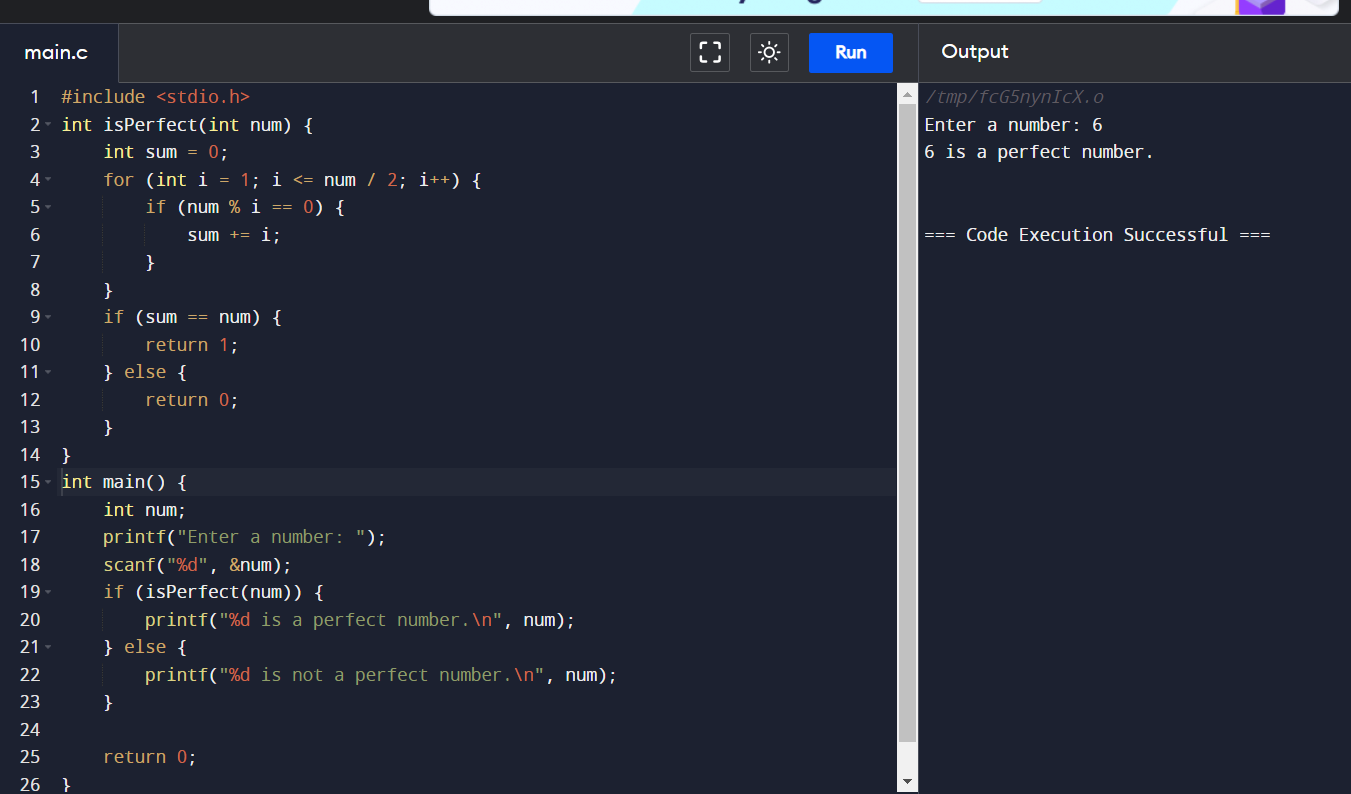 main.c
Run
Output
1 #include <stdio.h>
2 int isPerfect(int num) {
3     int sum = 0;
4     for (int i = 1; i <= num / 2; i++) {
5         if (num % i == 0) {
6             sum += i;
7         }
8     }
9     if (sum == num) {
10         return 1;
11     } else {
12         return 0;
13     }
14 }
15 int main() {
16     int num;
17     printf("Enter a number: ");
18     scanf("%d", &num);
19     if (isPerfect(num)) {
20         printf("%d is a perfect number.\n", num);
21     } else {
22         printf("%d is not a perfect number.\n", num);
23     }
24
25     return 0;
26 }
/tmp/fcG5nynIcX.o
Enter a number: 6
6 is a perfect number.
=== Code Execution Successful ===